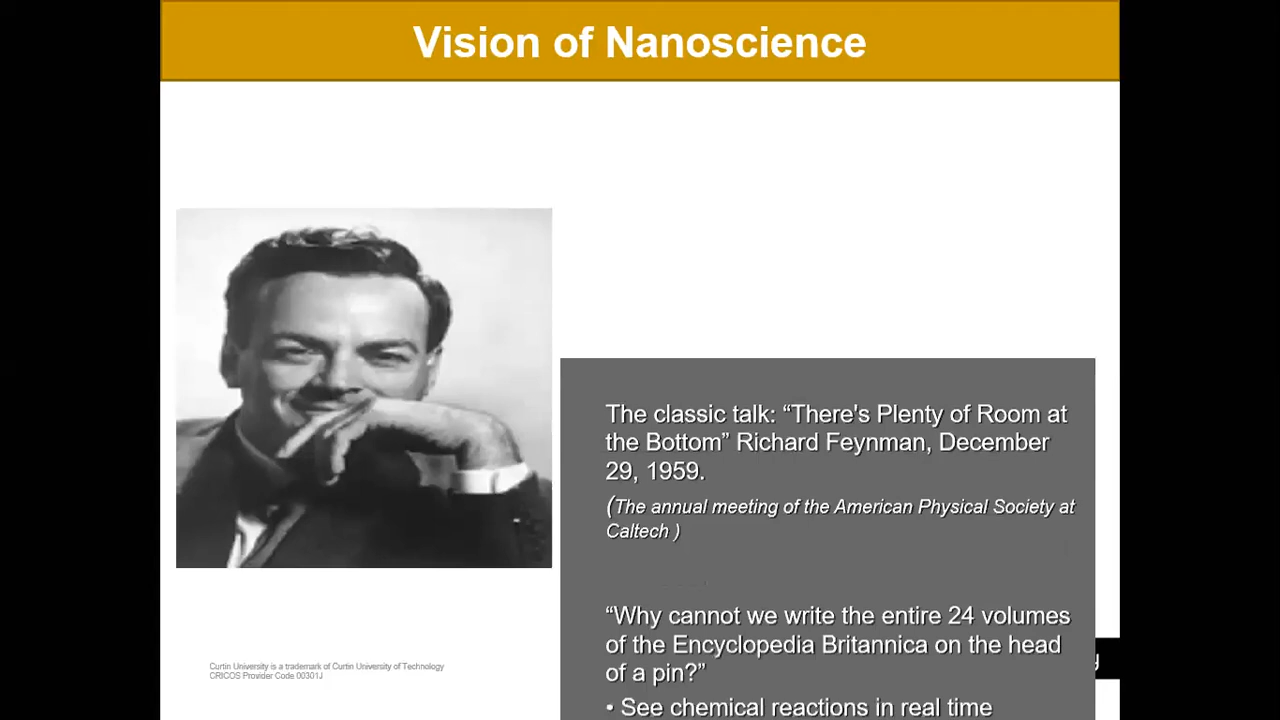 Vision of Nanoscience
The classic talk: “There's Plenty of Room at
the Bottom” Richard Feynman, December
29, 1959.
(The annual meeting of the American Physical Society at
Caltech )
“Why cannot we write the entire 24 volumes
of the Encyclopedia Britannica on the head
of a pin?”
• See chemical reactions in real time
Curtin University is a trademark of Curtin University of Technology
CRICOS Provider Code 00301J